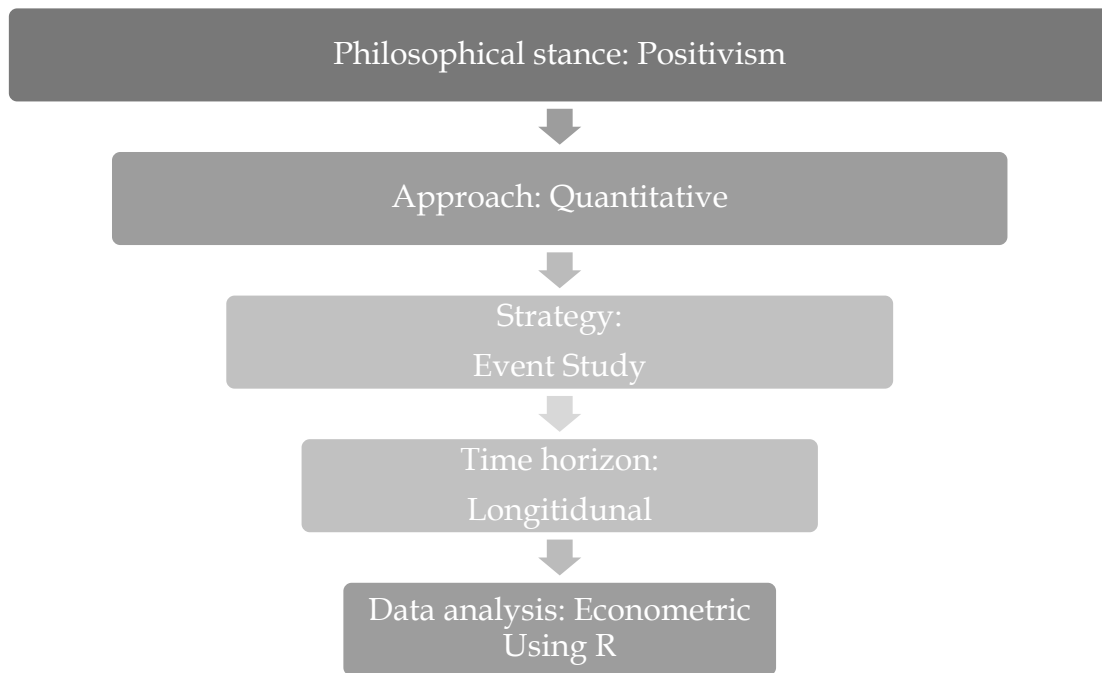 Philosophical stance: Positivism
Approach: Quantitative
Strategy:
Event Study
Time horizon:
Longitidunal
Data analysis: Econometric
Using R